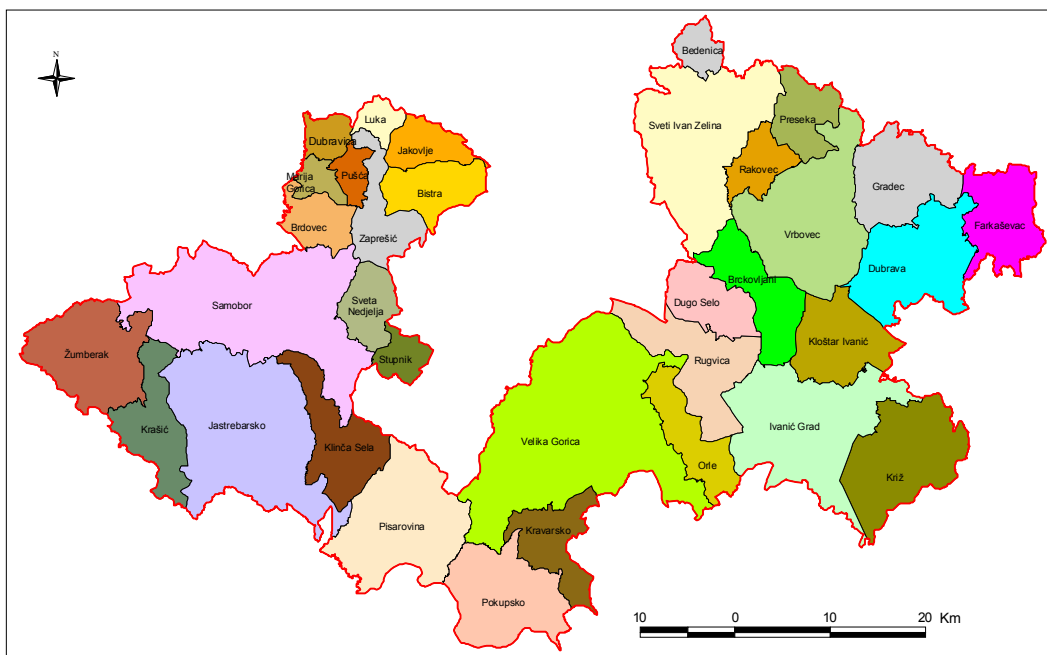 N
Bedenica
Luka
Sveti Ivan Zelina
Preseka
Dubravica
Jakovlje
Rakovec
Pušća
Marija
Gorica
Bistra
Gradec
Farkaševac
Brdovec
Zaprešić
Vrbovec
Dubrava
Brckovljani
Samobor
Sveta
Nedjelja
Dugo Selo
Kloštar Ivanić
Žumberak
Stupnik
Rugvica
Krašić
Jastrebarsko
Klinča Sela
Velika Gorica
Ivanić Grad
Orle
Križ
Pisarovina
Kravarsko
Pokupsko
10 0 10 20 Km